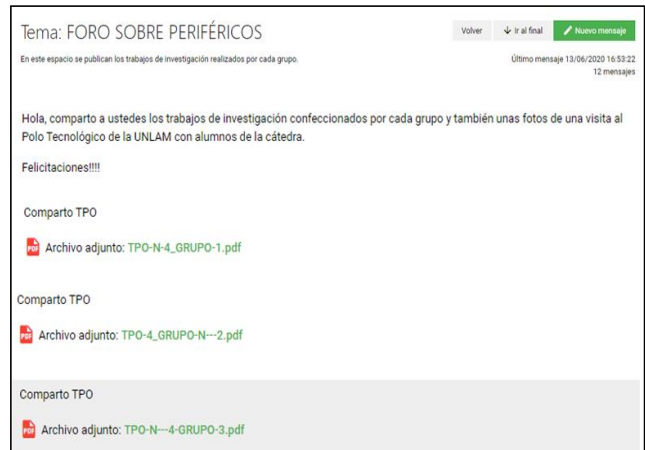 Tema: FORO SOBRE PERIFÉRICOS
Volver
Ir al final
Nuevo mensaje
En este espacio se publican los trabajos de investigación realizados por cada grupo.
Último mensaje 13/06/2020 16:53:22
12 mensajes
Hola, comparto a ustedes los trabajos de investigación confeccionados por cada grupo y también unas fotos de una visita al
Polo Tecnológico de la UNLAM con alumnos de la cátedra.
Felicitaciones!!!!
Comparto TPO
PDF Archivo adjunto: TPO-N-4_GRUPO-1.pdf
Comparto TPO
PDF Archivo adjunto: TPO-4_GRUPO-N---2.pdf
Comparto TPO
PDF Archivo adjunto: TPO-N---4-GRUPO-3.pdf